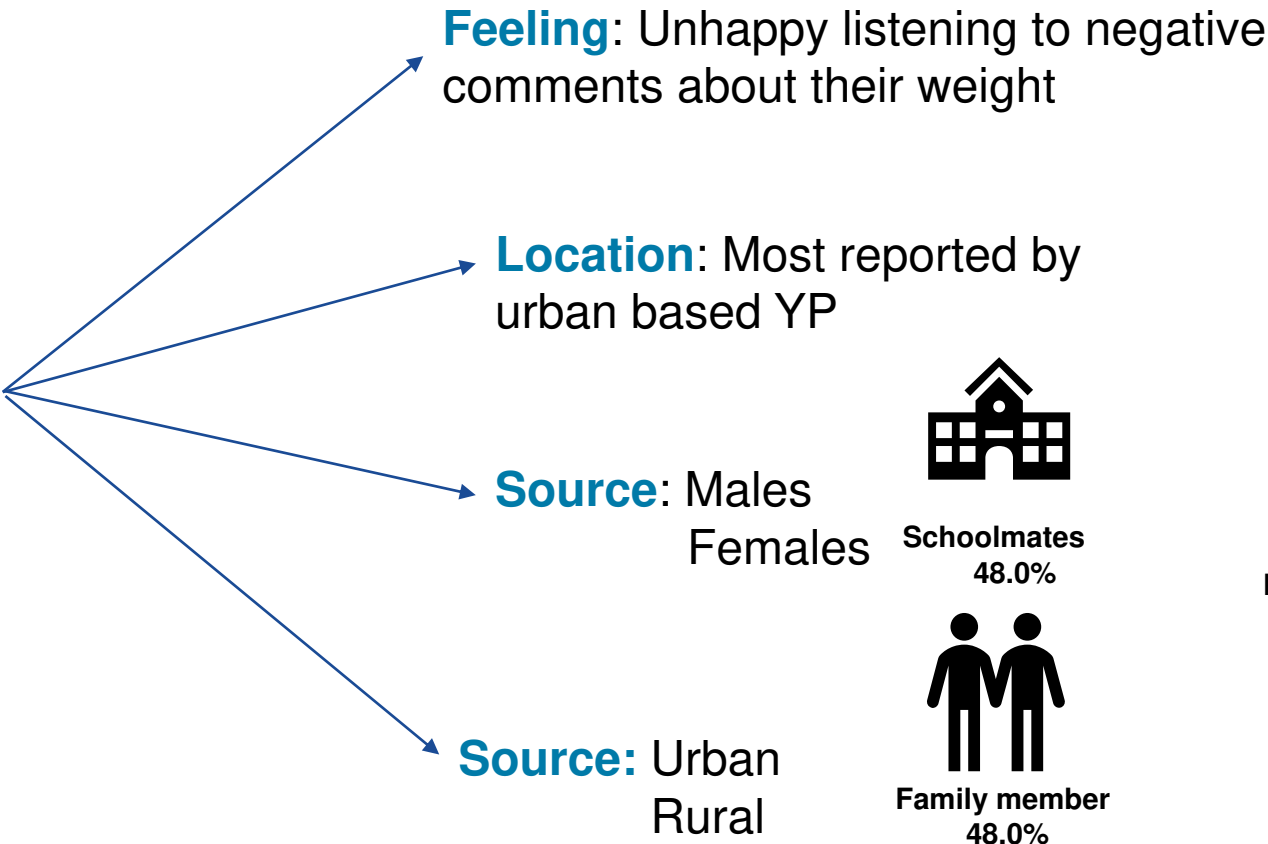 Feeling: Unhappy listening to negative
comments about their weight
Location: Most reported by
urban based YP
Source: Males
Females
Schoolmates
48.0%
Source: Urban
Rural
Family member
48.0%